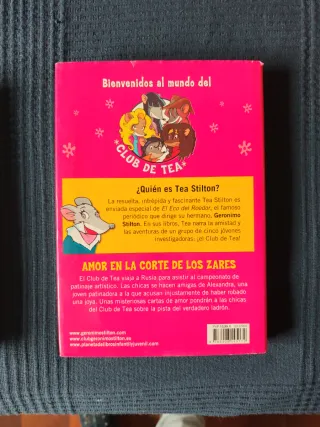 Bienvenidos al mundo del
CLUB DE TEA
¿Quién es Tea Stilton?
La resuelta, intrépida y fascinante Tea Stilton es
enviada especial de El Eco del Roedor, el famoso
periódico que dirige su hermano, Geronimo
Stilton. En sus libros, Tea narra la amistad y
las aventuras de un grupo de cinco jóvenes
investigadoras: ¡el Club de Tea!
AMOR EN LA CORTE DE LOS ZARES
El Club de Tea viaja a Rusia para asistir al campeonato de
patinaje artístico. Las chicas se hacen amigas de Alexandra, una
joven patinadora a la que acusan injustamente de haber robado
una joya. Unas misteriosas cartas de amor pondrán a las chicas
del Club de Tea sobre la pista del verdadero ladrón.
www.geronimostilton.com
www.clubgeronimostilton.es
www.planetadelibrosinfantilyjuvenil.com